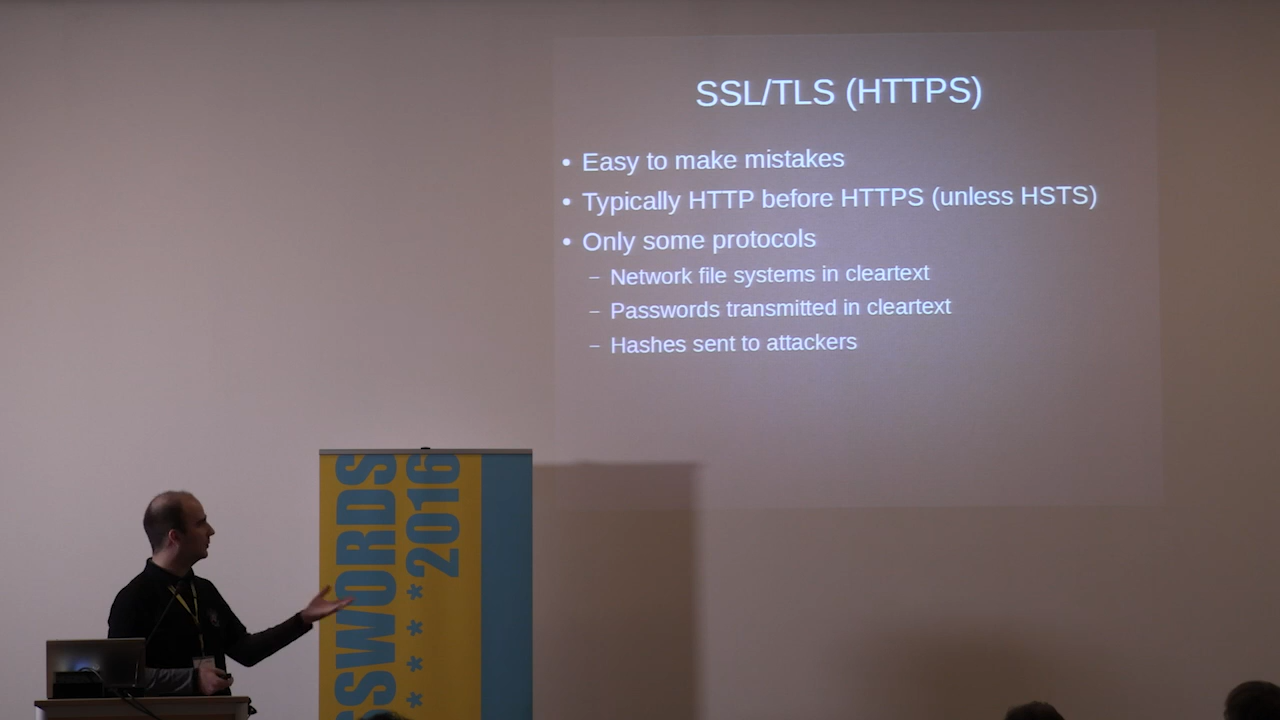 SSL/TLS (HTTPS)
• Easy to make mistakes
• Typically HTTP before HTTPS (unless HSTS)
• Only some protocols
– Network file systems in cleartext
– Passwords transmitted in cleartext
– Hashes sent to attackers
SSWORDS
* * * * 2016